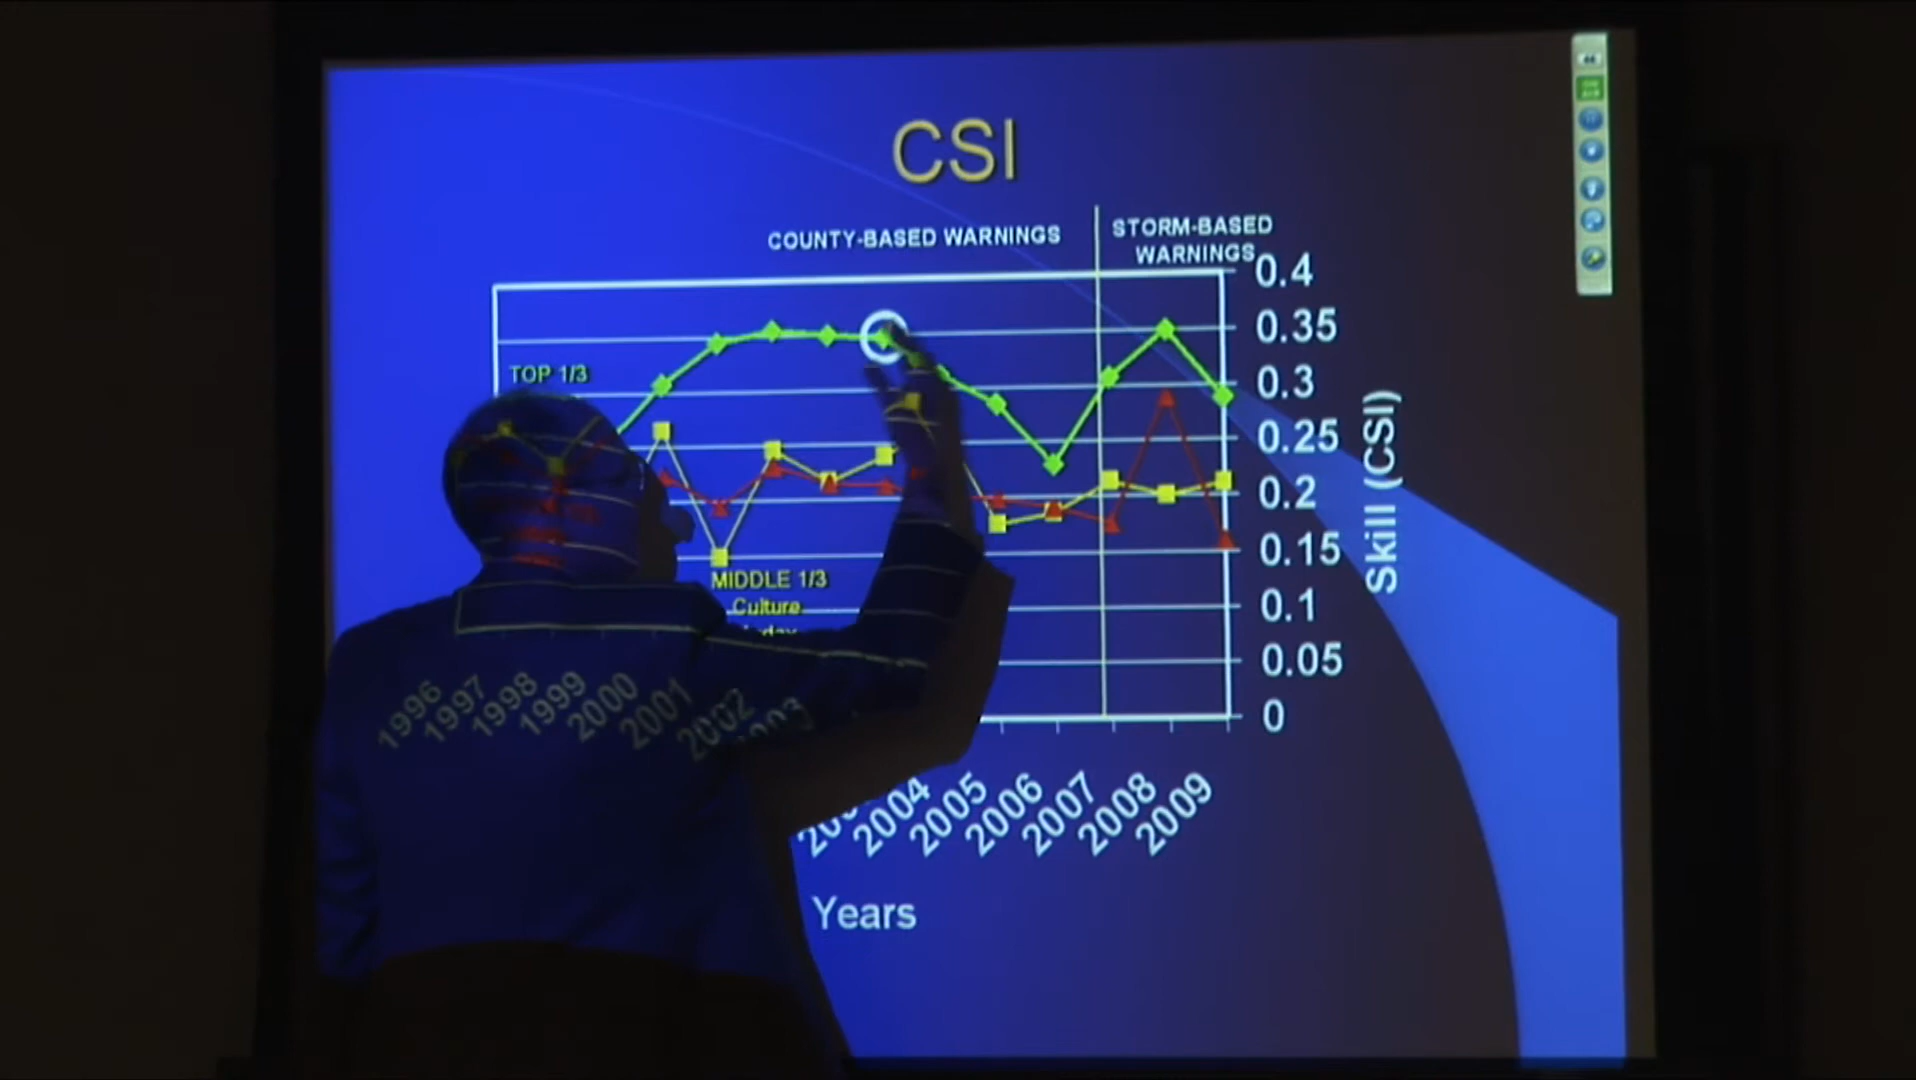 CSI
COUNTY-BASED WARNINGS
STORM-BASED
WARNINGS
0.4
0.35
TOP 1/3
0.3
0.25
0.2
0.15
MIDDLE 1/3
Culture
0.1
0.05
0
Skill (CSI)
1996
1997
1998
1999
2000
2001
2002
2003
2004
2005
2006
2007
2008
2009
Years